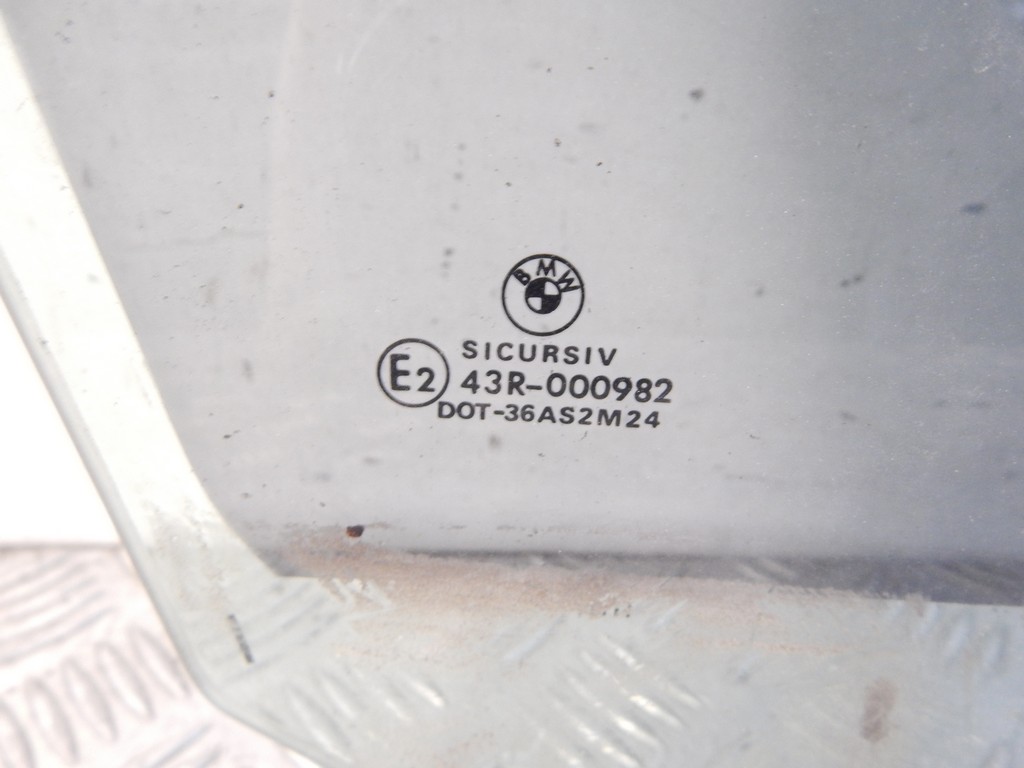 BMW
SICURSIV
E2 43R-000982
DOT-36AS2M24